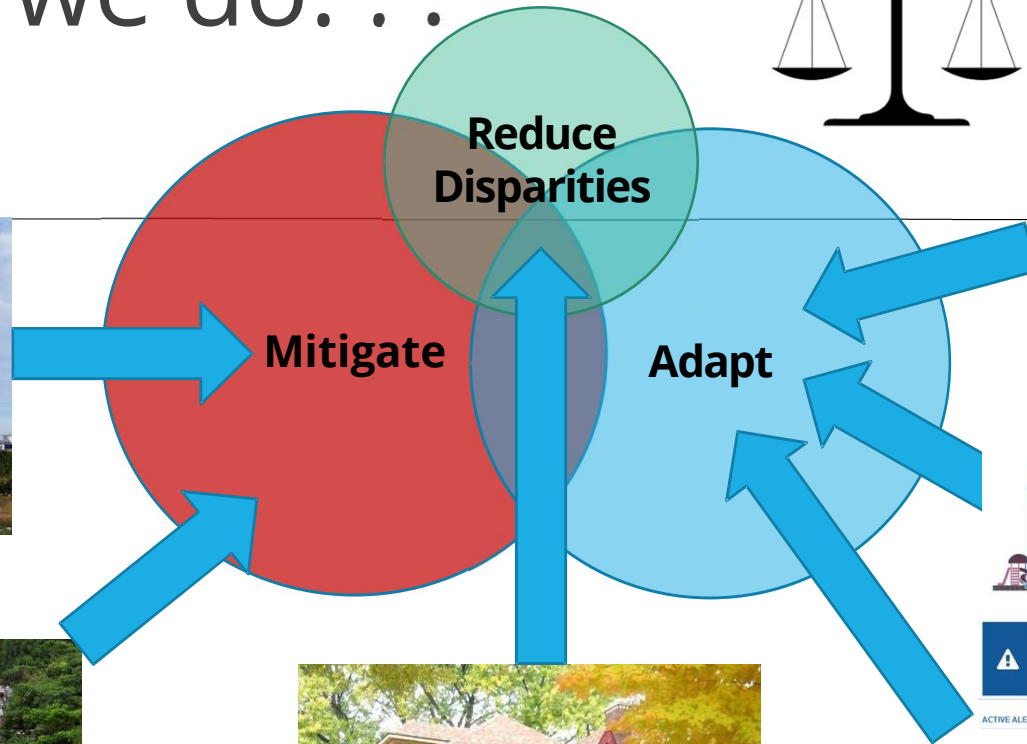 we do. . .
Reduce
Disparities
Mitigate
Adapt
ACTIVE ALE